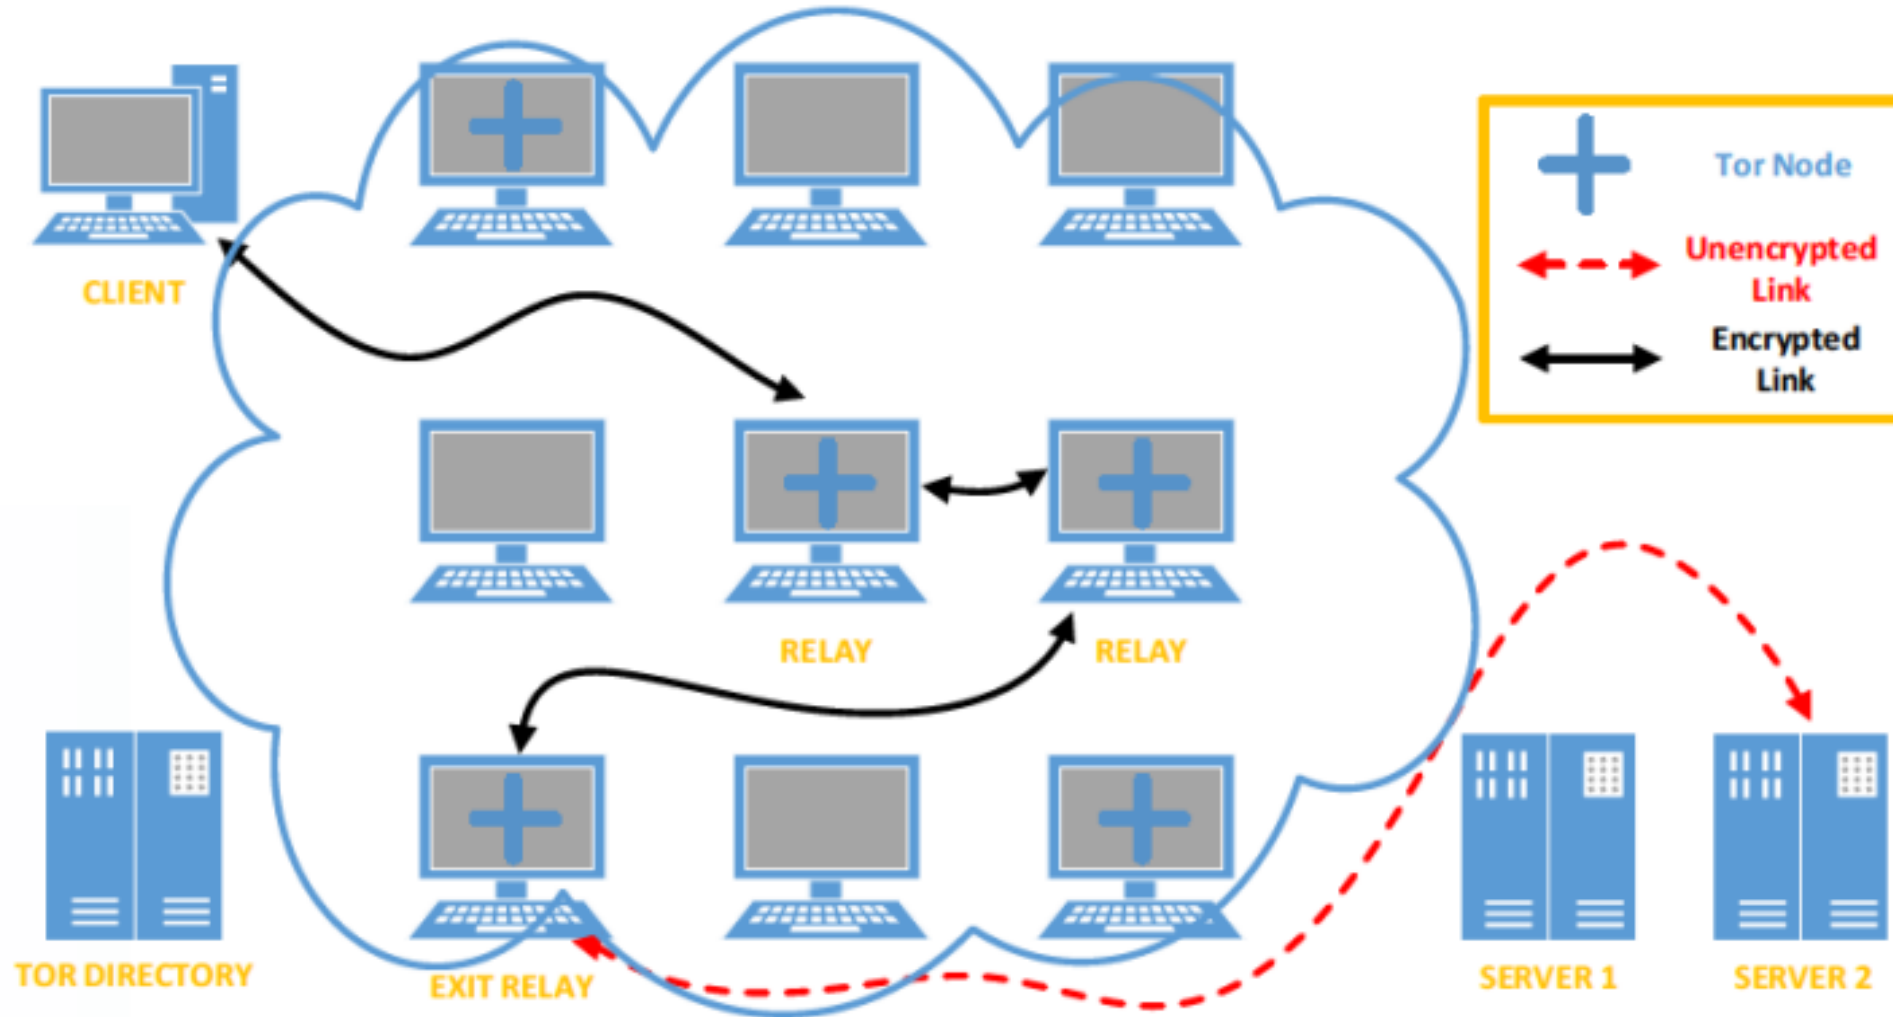 CLIENT
Tor Node
Unencrypted
Link
Encrypted
Link
RELAY
RELAY
TOR DIRECTORY
EXIT RELAY
SERVER 1
SERVER 2